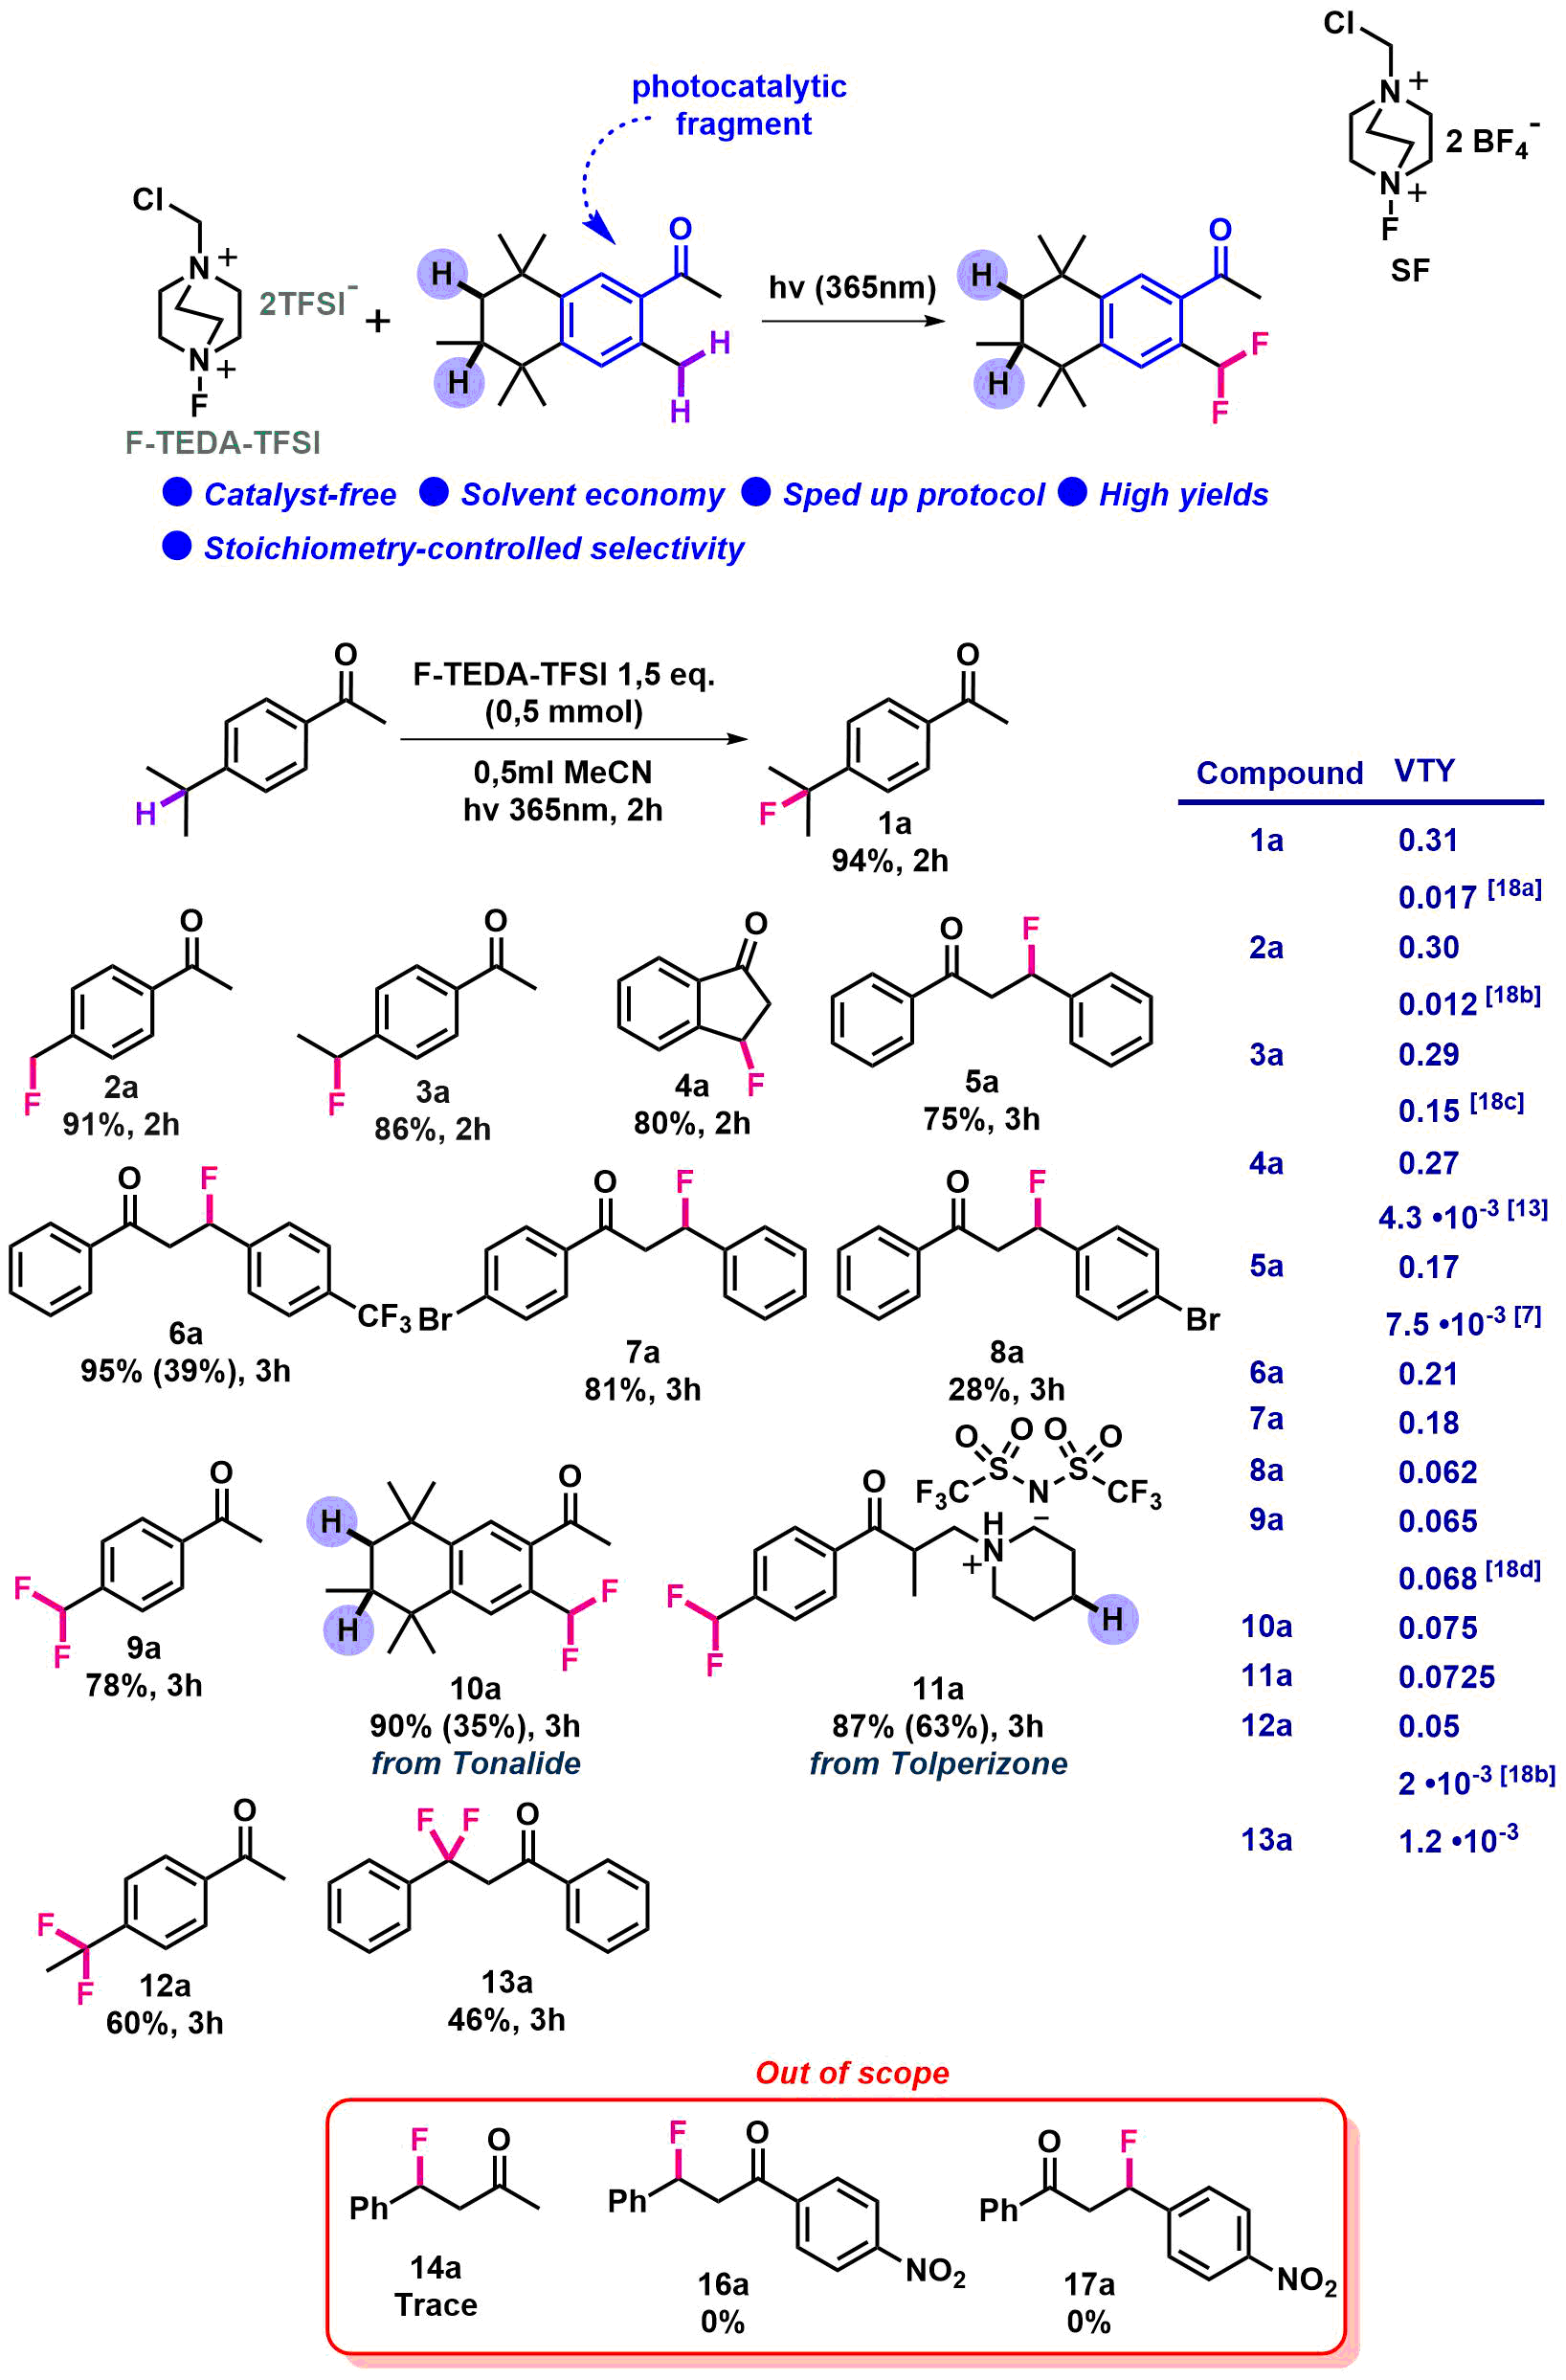 photocatalytic
fragment
Cl
N
+
N
+
F
2 BF4-
SF
Cl
N
+
N
+
F
2TFSI-
F-TEDA-TFSI
+
H
H
O
H
H
hv (365nm)
H
H
O
F
F
Catalyst-free
Solvent economy
Sped up protocol
High yields
Stoichiometry-controlled selectivity
O
H
F-TEDA-TFSI 1,5 eq.
(0,5 mmol)
0,5ml MeCN
hv 365nm, 2h
O
F
1a
94%, 2h
O
F
2a
91%, 2h
O
F
3a
86%, 2h
O
F
4a
80%, 2h
O
F
5a
75%, 3h
O
F
CF3
6a
95% (39%), 3h
O
F
Br
7a
81%, 3h
O
F
Br
8a
28%, 3h
O
F
F
9a
78%, 3h
H
H
O
F
F
10a
90% (35%), 3h
from Tonalide
O
O
O
O
S
S
F3C
N
-
CF3
O
H
N
+
H
F
F
11a
87% (63%), 3h
from Tolperizone
O
F
F
12a
60%, 3h
F
F
O
13a
46%, 3h
Compound VTY
1a 0.31
0.017 [18a]
2a 0.30
0.012 [18b]
3a 0.29
0.15 [18c]
4a 0.27
4.3 •10-3 [13]
5a 0.17
7.5 •10-3 [7]
6a 0.21
7a 0.18
8a 0.062
9a 0.065
0.068 [18d]
10a 0.075
11a 0.0725
12a 0.05
2 •10-3 [18b]
13a 1.2 •10-3
Out of scope
F
O
Ph
14a
Trace
F
O
Ph
NO2
16a
0%
O
F
Ph
NO2
17a
0%